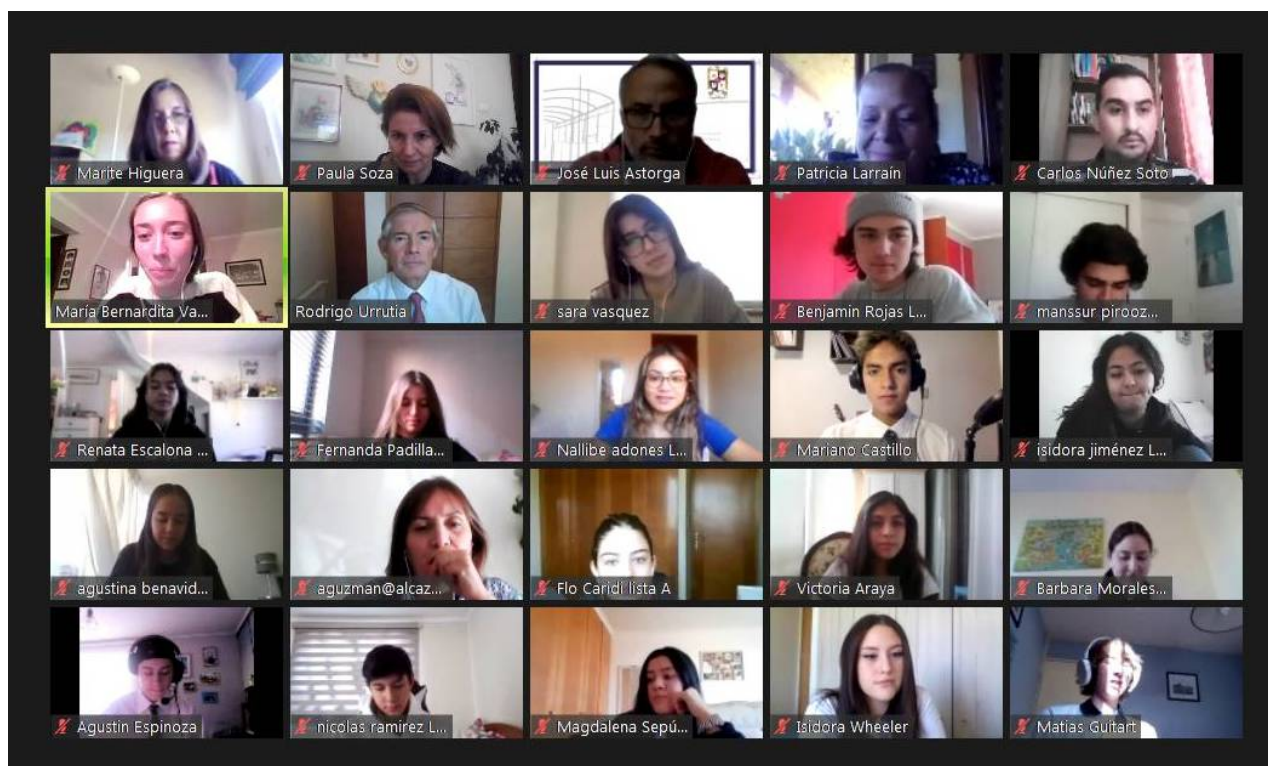 Marite Higuera
Paula Soza
José Luis Astorga
Patricia Larraín
Carlos Núñez Soto
María Bernardita Va...
Rodrigo Urrutia
sara vasquez
Benjamin Rojas L...
manssur pirooz...
Renata Escalona ...
Fernanda Padilla...
Nallibe adones L...
Mariano Castillo
isidora jiménez L...
agustina benavid...
aguzman@alcaz...
Flo Caridi lista A
Victoria Araya
Barbara Morales...
Agustin Espinoza
nicolas ramirez L...
Magdalena Sepú...
Isidora Wheeler
Matias Guitart